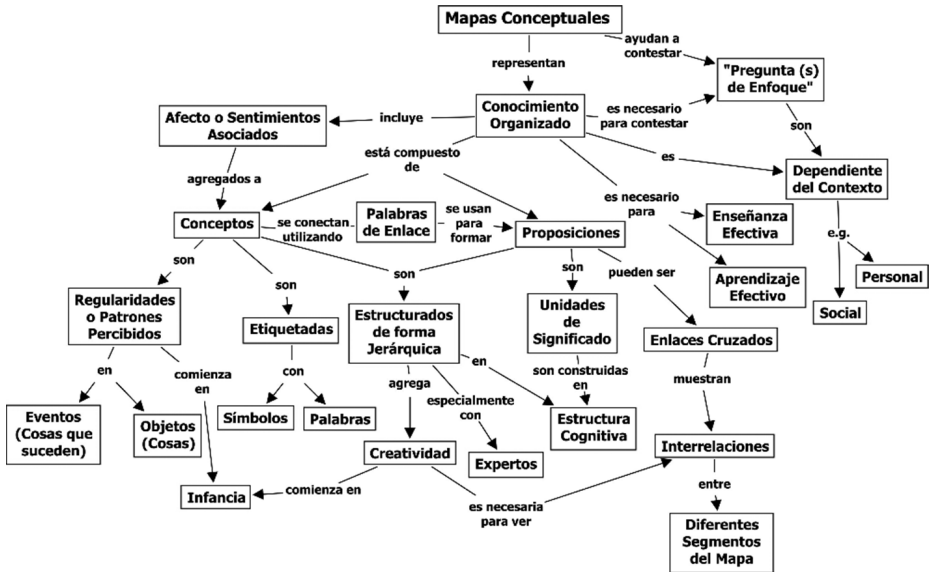 Mapas Conceptuales
ayudan a
contestar
representan
"Pregunta (s)
de Enfoque"
Conocimiento
Organizado
es necesario
para contestar
Afecto o Sentimientos
Asociados
incluye
son
está compuesto
de
es
Dependiente
del Contexto
agregados a
es necesario
para
Conceptos
se conectan
utilizando
Palabras
de Enlace
se usan
para
formar
Proposiciones
Enseñanza
Efectiva
e.g.
son
son
son
pueden ser
Aprendizaje
Efectivo
Personal
Social
son
Regularidades
o Patrones
Percibidos
Etiquetadas
Estructurados
de forma
Jerárquica
Unidades
de
Significado
Enlaces Cruzados
en
comienza
en
con
agrega
especialmente
con
en
son construidas
en
muestran
Eventos
(Cosas que
suceden)
Objetos
(Cosas)
Símbolos
Palabras
Estructura
Cognitiva
Creatividad
Expertos
Interrelaciones
Infancia
comienza en
es necesaria
para ver
entre
Diferentes
Segmentos
del Mapa